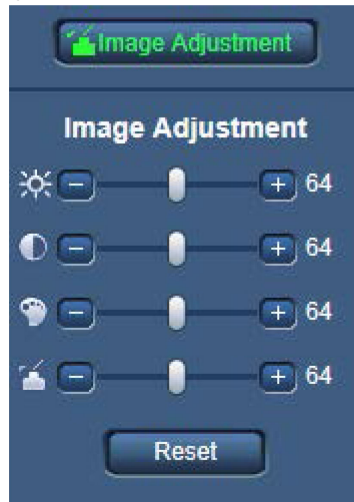 Image Adjustment
Image Adjustment
− + 64
− + 64
− + 64
− + 64
Reset